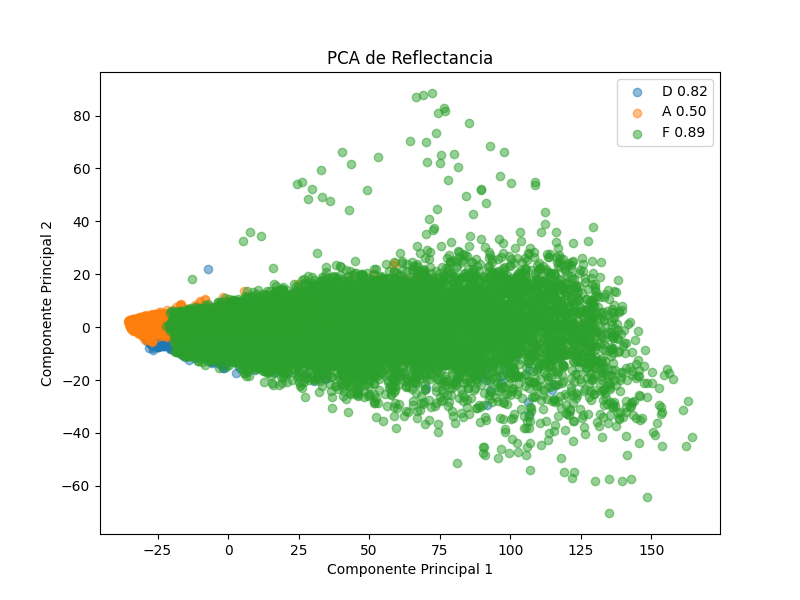 PCA de Reflectancia
D 0.82
A 0.50
F 0.89
80
60
40
20
0
−20
−40
−60
Componente Principal 2
−25
0
25
50
75
100
125
150
Componente Principal 1